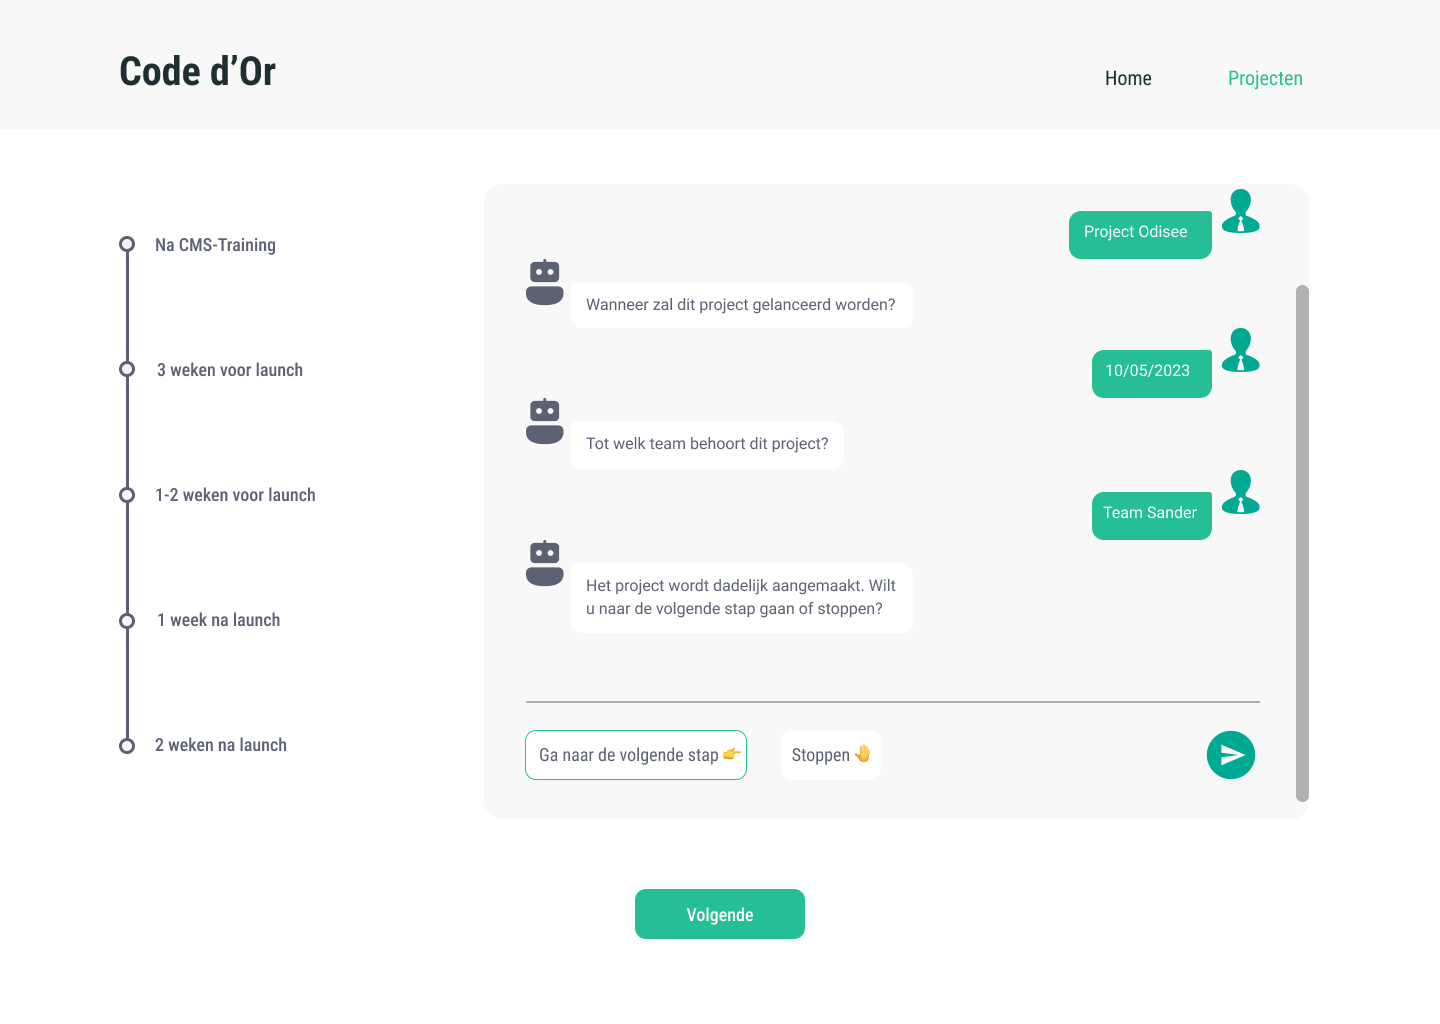 Code d’Or
Home
Projecten
Na CMS-Training
3 weken voor launch
1-2 weken voor launch
1 week na launch
2 weken na launch
Project Odisee
Wanneer zal dit project gelanceerd worden?
10/05/2023
Tot welk team behoort dit project?
Team Sander
Het project wordt dadelijk aangemaakt. Wilt
u naar de volgende stap gaan of stoppen?
Ga naar de volgende stap 👉
Stoppen 🤚
Volgende